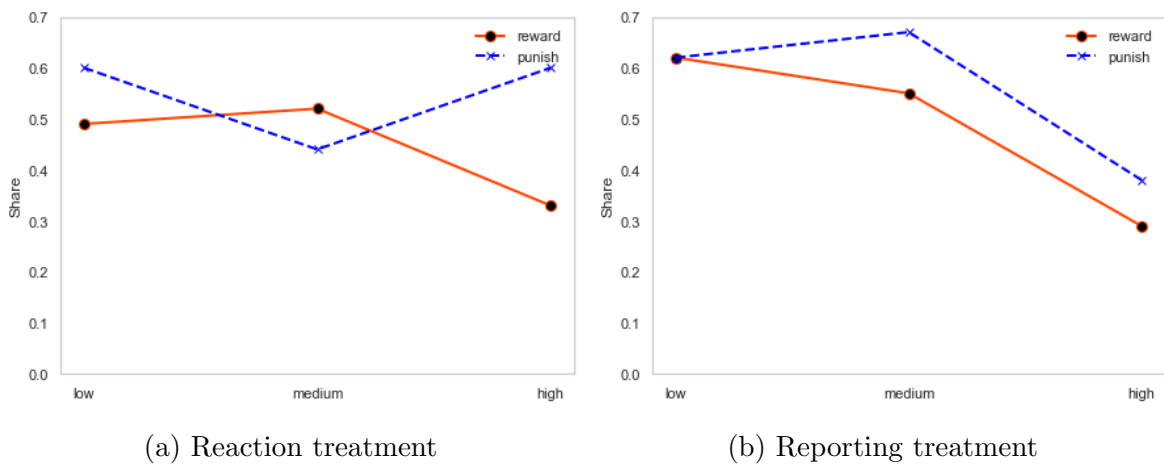 0.7
0.6
0.5
0.4
0.3
0.2
0.1
0.0
Share
low
medium
high
reward
punish
(a) Reaction treatment
0.7
0.6
0.5
0.4
0.3
0.2
0.1
0.0
Share
low
medium
high
reward
punish
(b) Reporting treatment